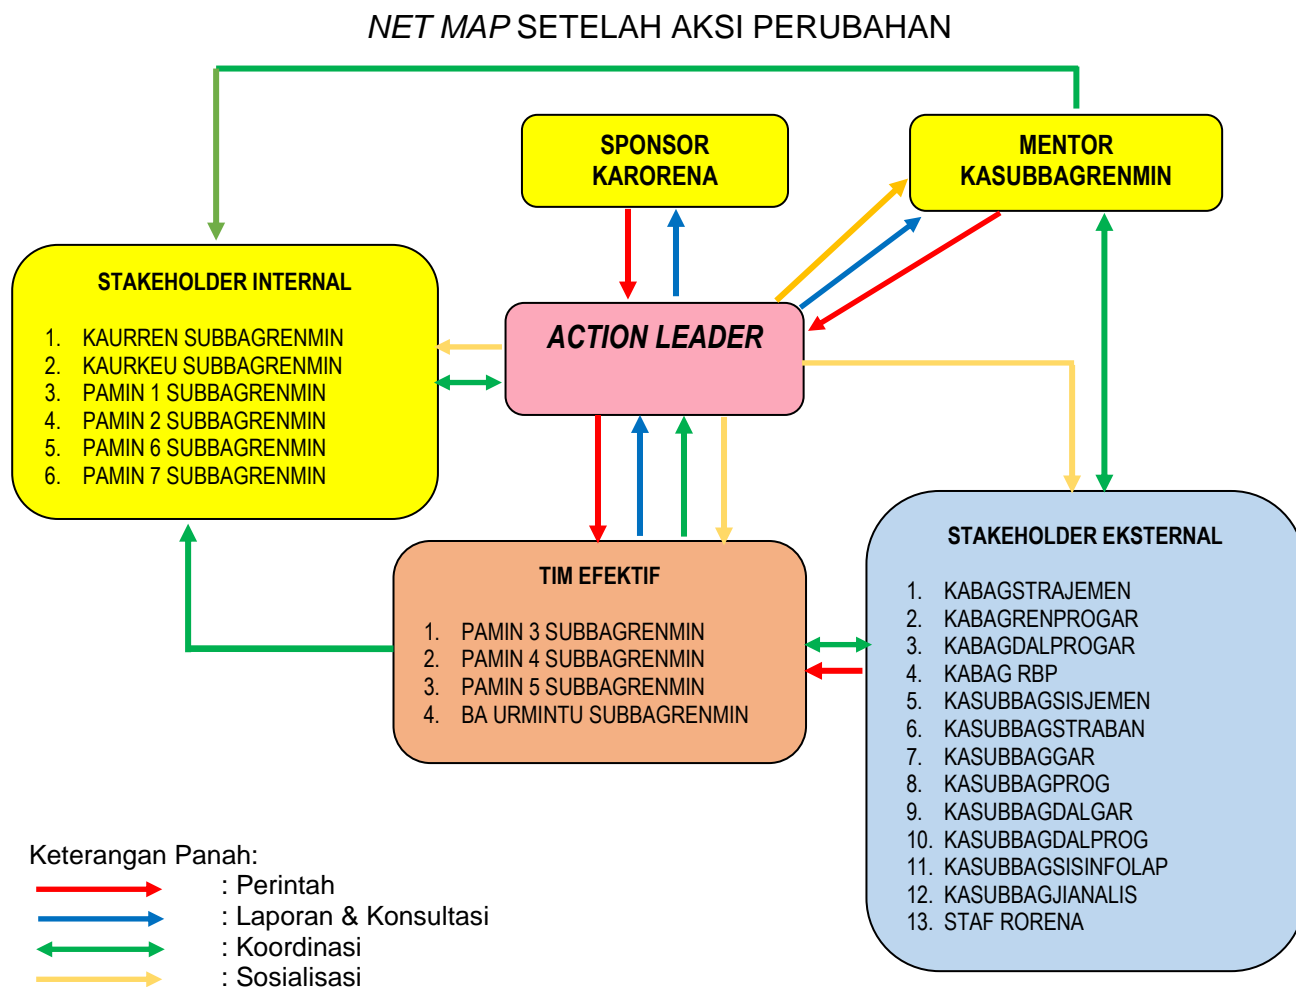 NET MAP SETELAH AKSI PERUBAHAN
SPONSOR
KARORENA
MENTOR
KASUBBAGRENMIN
STAKEHOLDER INTERNAL
1. KAURREN SUBBAGRENMIN
2. KAURKEU SUBBAGRENMIN
3. PAMIN 1 SUBBAGRENMIN
4. PAMIN 2 SUBBAGRENMIN
5. PAMIN 6 SUBBAGRENMIN
6. PAMIN 7 SUBBAGRENMIN
ACTION LEADER
TIM EFEKTIF
1. PAMIN 3 SUBBAGRENMIN
2. PAMIN 4 SUBBAGRENMIN
3. PAMIN 5 SUBBAGRENMIN
4. BA URMINTU SUBBAGRENMIN
STAKEHOLDER EKSTERNAL
1. KABAGSTRAJEMEN
2. KABAGRENPROGAR
3. KABAGDALPROGAR
4. KABAG RBP
5. KASUBBAGSISJEMEN
6. KASUBBAGSTRABAN
7. KASUBBAGGAR
8. KASUBBAGPROG
9. KASUBBAGDALGAR
10. KASUBBAGDALPROG
11. KASUBBAGSISINFOLAP
12. KASUBBAGJIANALIS
13. STAF RORENA
Keterangan Panah:
: Perintah
: Laporan & Konsultasi
: Koordinasi
: Sosialisasi